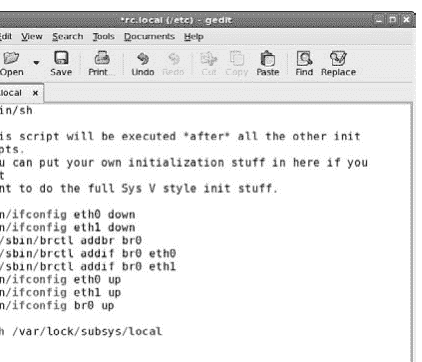 *rc.local (/etc) - gedit
dit View Search Tools Documents Help
Open Save Print... Undo Redo Cut Copy Paste Find Replace
local ×
in/sh
is script will be executed *after* all the other init
pts.
u can put your own initialization stuff in here if you
t
nt to do the full Sys V style init stuff.
n/ifconfig eth0 down
n/ifconfig eth1 down
/sbin/brctl addbr br0
/sbin/brctl addif br0 eth0
/sbin/brctl addif br0 eth1
n/ifconfig eth0 up
n/ifconfig eth1 up
n/ifconfig br0 up
h /var/lock/subsys/local